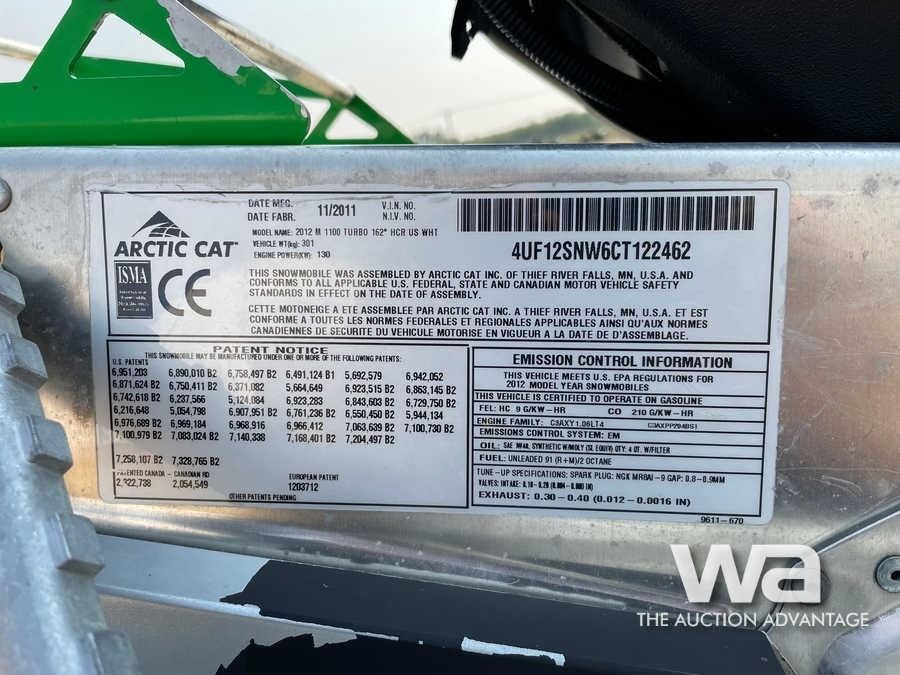 ARCTIC CAT
ISMA
DATE MFG.
DATE FABR.
11/2011
V.I.N. NO.
N.I.V. NO.
MODEL NAME: 2012 M 1100 TURBO 162" HCR US WHT
VEHICLE WT(kg): 301
ENGINE POWER(KW): 130
4UF12SNW6CT122462
THIS SNOWMOBILE WAS ASSEMBLED BY ARCTIC CAT INC. OF THIEF RIVER FALLS, MN, U.S.A. AND
CONFORMS TO ALL APPLICABLE U.S. FEDERAL, STATE AND CANADIAN MOTOR VEHICLE SAFETY
STANDARDS IN EFFECT ON THE DATE OF ASSEMBLY.
CETTE MOTONEIGE A ETE ASSEMBLEE PAR ARCTIC CAT INC. A THIEF RIVER FALLS, MN, U.S.A. ET EST
CONFORME A TOUTES LES NORMES FEDERALES ET REGIONALES APPLICABLES AINSI QU'AUX NORMES
CANADIENNES DE SECURITE DU VEHICULE MOTORISE EN VIGUEUR A LA DATE DE D'ASSEMBLAGE.
PATENT NOTICE
THIS SNOWMOBILE MAY BE MANUFACTURED UNDER ONE OR MORE OF THE FOLLOWING PATENTS:
U.S. PATENTS
6,951,203 6,890,010 B2 6,758,497 B2 6,491,124 B1 5,692,579 6,942,052
6,871,624 B2 6,750,411 B2 6,371,082 5,664,649 6,923,515 B2 6,863,145 B2
6,742,618 B2 6,237,566 5,124,084 6,923,283 6,843,603 B2 6,729,750 B2
6,216,648 5,054,798 6,907,951 B2 6,761,236 B2 6,550,450 B2 5,944,134
6,976,689 B2 6,969,184 6,968,916 6,966,412 7,063,639 B2 7,100,730 B2
7,100,979 B2 7,083,024 B2 7,140,338 7,168,401 B2 7,204,497 B2
7,258,107 B2 7,328,765 B2
PATENTED CANADA - CANADIAN RD
2,322,738 2,054,549
EUROPEAN PATENT
1203712
OTHER PATENTS PENDING
EMISSION CONTROL INFORMATION
THIS VEHICLE MEETS U.S. EPA REGULATIONS FOR
2012 MODEL YEAR SNOWMOBILES
THIS VEHICLE IS CERTIFIED TO OPERATE ON GASOLINE
FEL: HC 9 G/KW-HR CO 210 G/KW-HR
ENGINE FAMILY: CAXY1.06LT4
EMISSIONS CONTROL SYSTEM: EM
OIL: SAE 0W40, SYNTHETIC W/MOLY (SL EQUIV) QTY: 4 QT. W/FILTER
FUEL: UNLEADED 91 (R+M)/2 OCTANE
TUNE-UP SPECIFICATIONS: SPARK PLUG: NGK MR8AI-9 GAP: 0.8-0.9MM
EXHAUST: 0.30-0.40 (0.012-0.0016 IN)
9611-670
wa
THE AUCTION ADVANTAGE